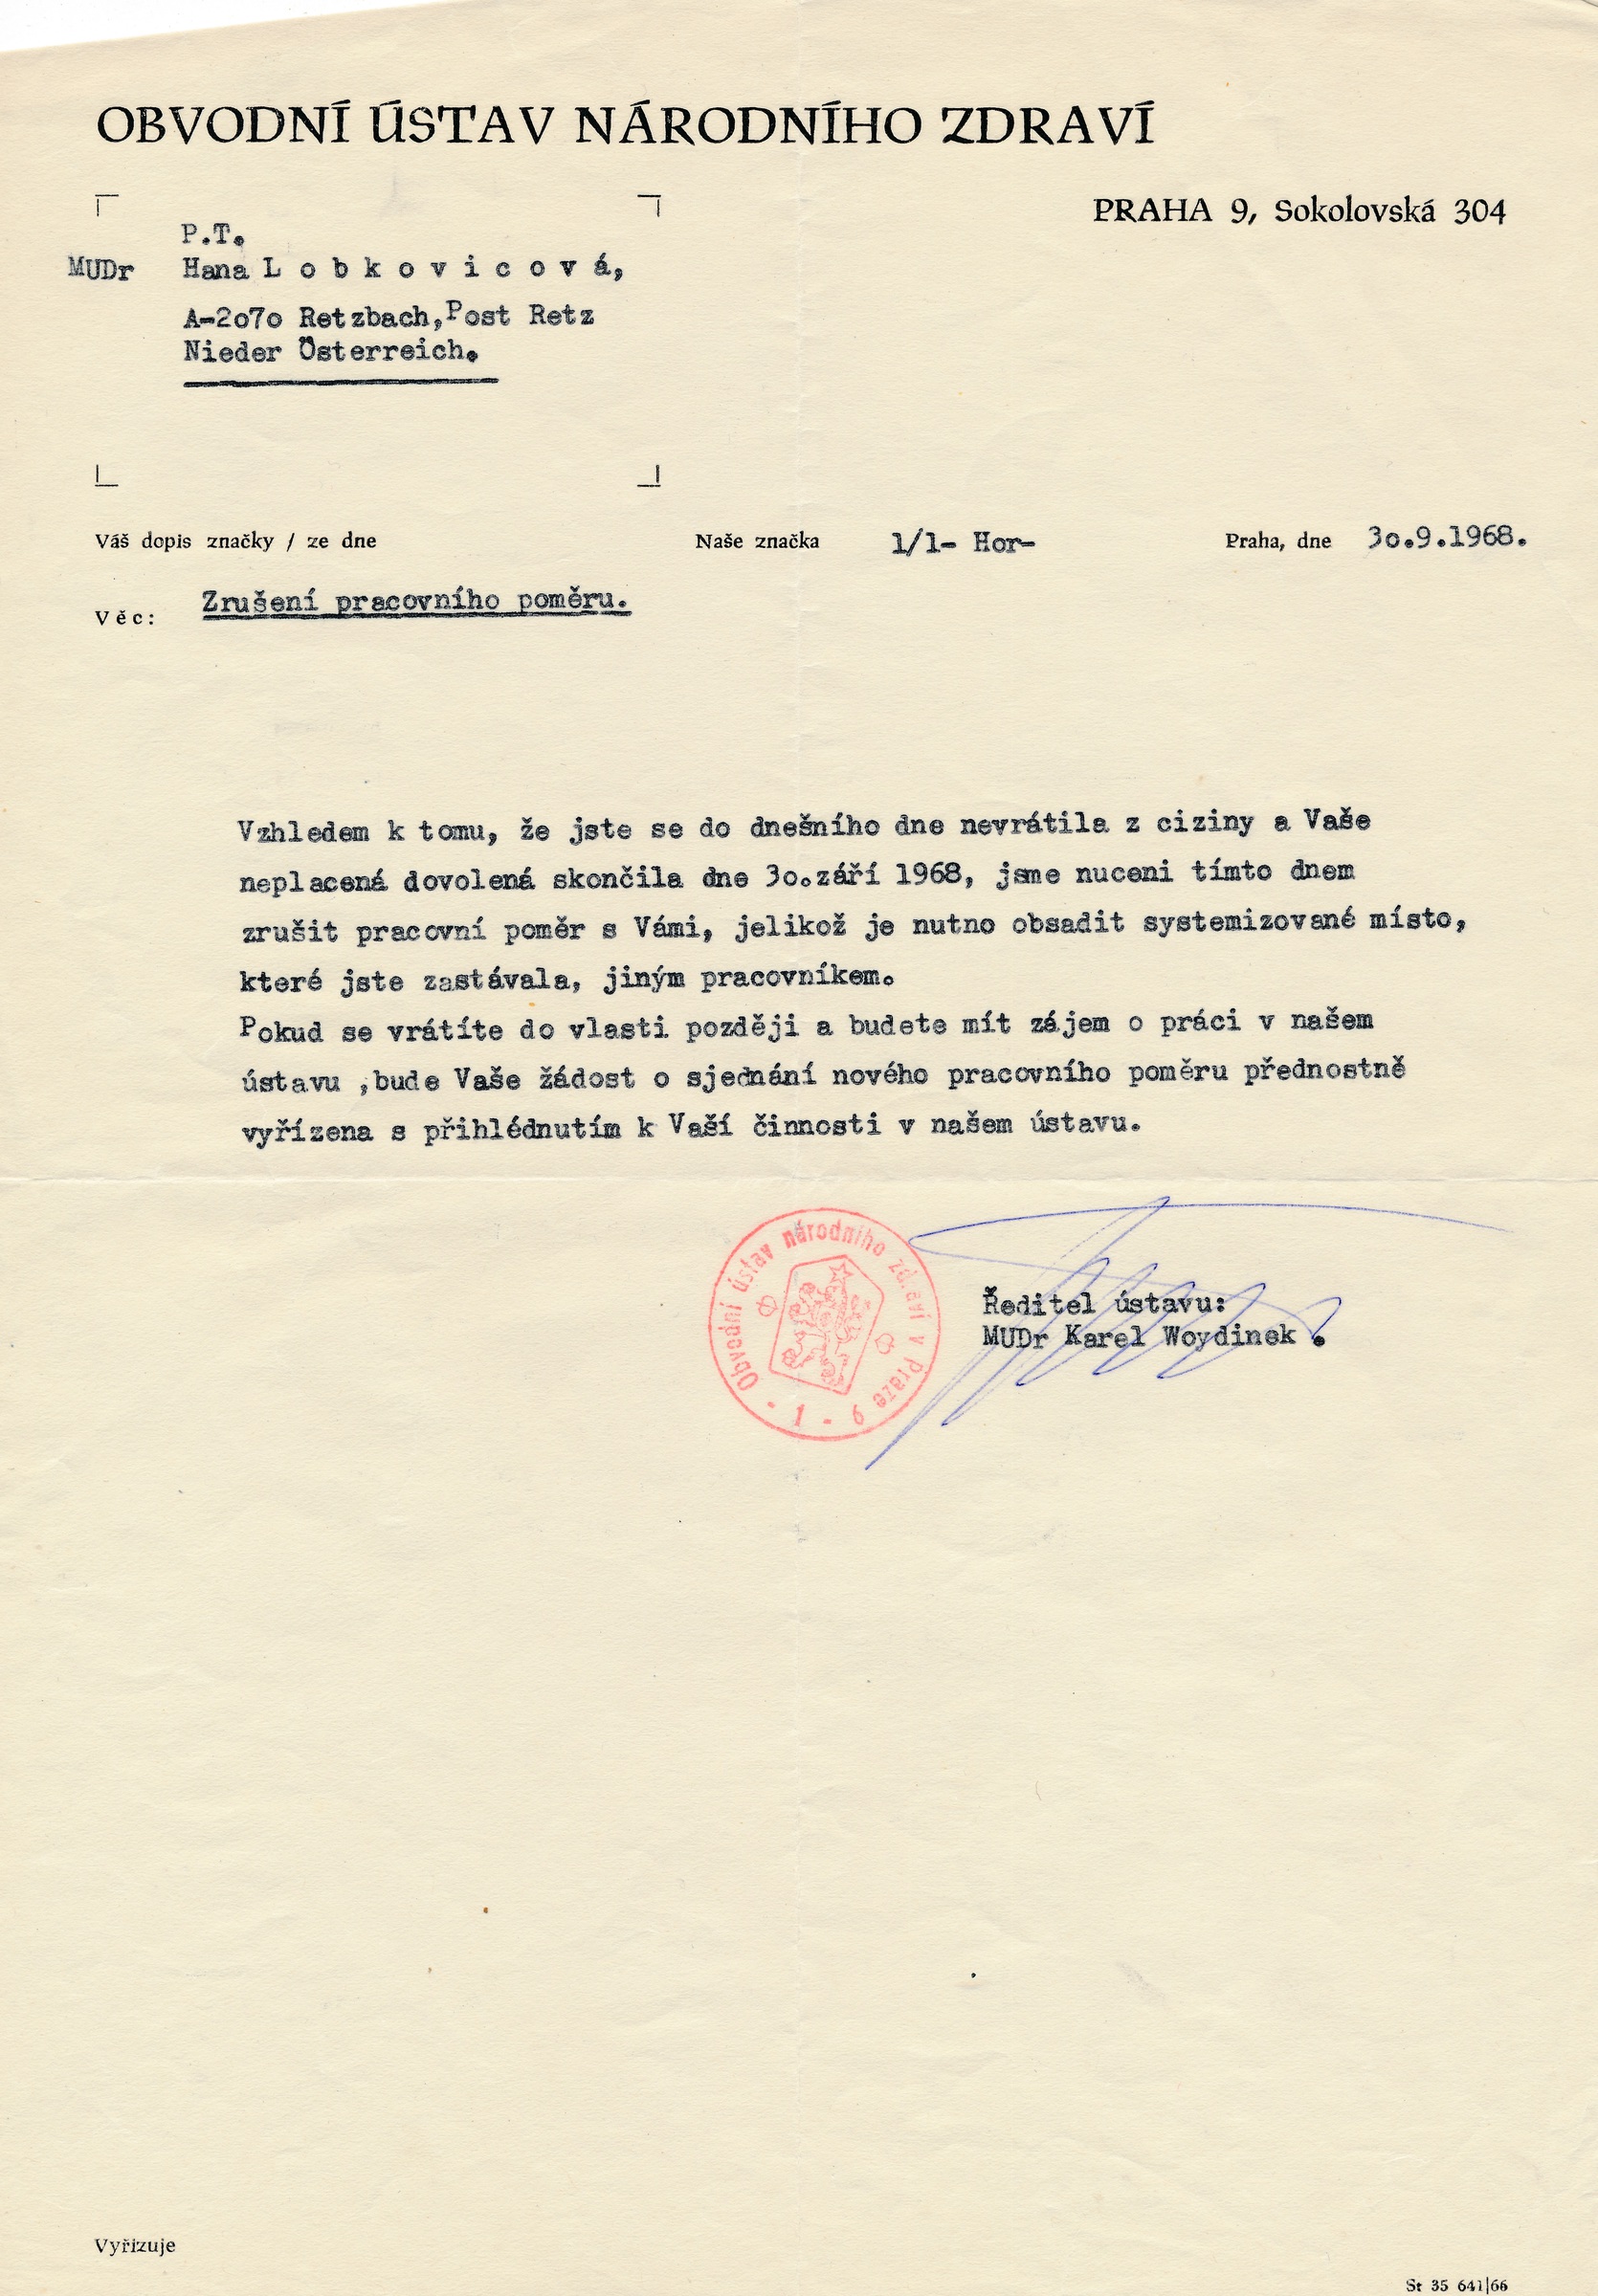 OBVODNÍ ÚSTAV NÁRODNÍHO ZDRAVÍ
PRAHA 9, Sokolovská 304
P.T.
MUDr Hana L o b k o v i c o v á,
A-2o7o Retzbach,Post Retz
Nieder Österreich.
Váš dopis značky / ze dne Naše značka 1/1- Hor- Praha, dne 3o.9.1968.
Věc: Zrušení pracovního poměru.
Vzhledem k tomu, že jste se do dnešního dne nevrátila z ciziny a Vaše
neplacená dovolená skončila dne 3o.září 1968, jsme nuceni tímto dnem
zrušit pracovní poměr s Vámi, jelikož je nutno obsadit systemizované místo,
které jste zastávala, jiným pracovníkem.
Pokud se vrátíte do vlasti později a budete mít zájem o práci v našem
ústavu ,bude Vaše žádost o sjednání nového pracovního poměru přednostně
vyřízena s přihlédnutím k Vaší činnosti v našem ústavu.
Obvodní ústav národního zdraví v Praze 9
- 1 -
Ředitel ústavu:
MUDr Karel Woydinek .
Vyřizuje
St 35 641|66